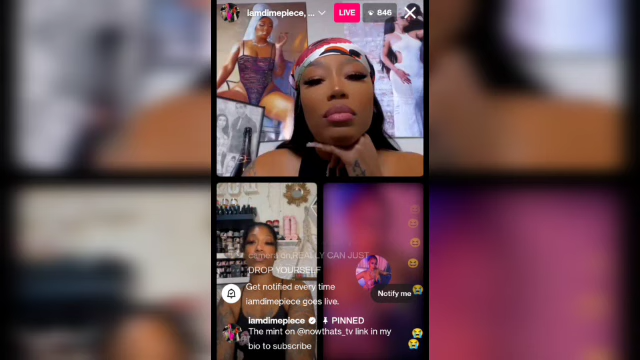 iamdimepiece, ...
LIVE
846
camera on,REALLY CAN JUST
DROP YOURSELF
Get notified every time
iamdimepiece goes live.
Notify me
iamdimepiece
PINNED
The mint on @nowthats_tv link in my
bio to subscribe